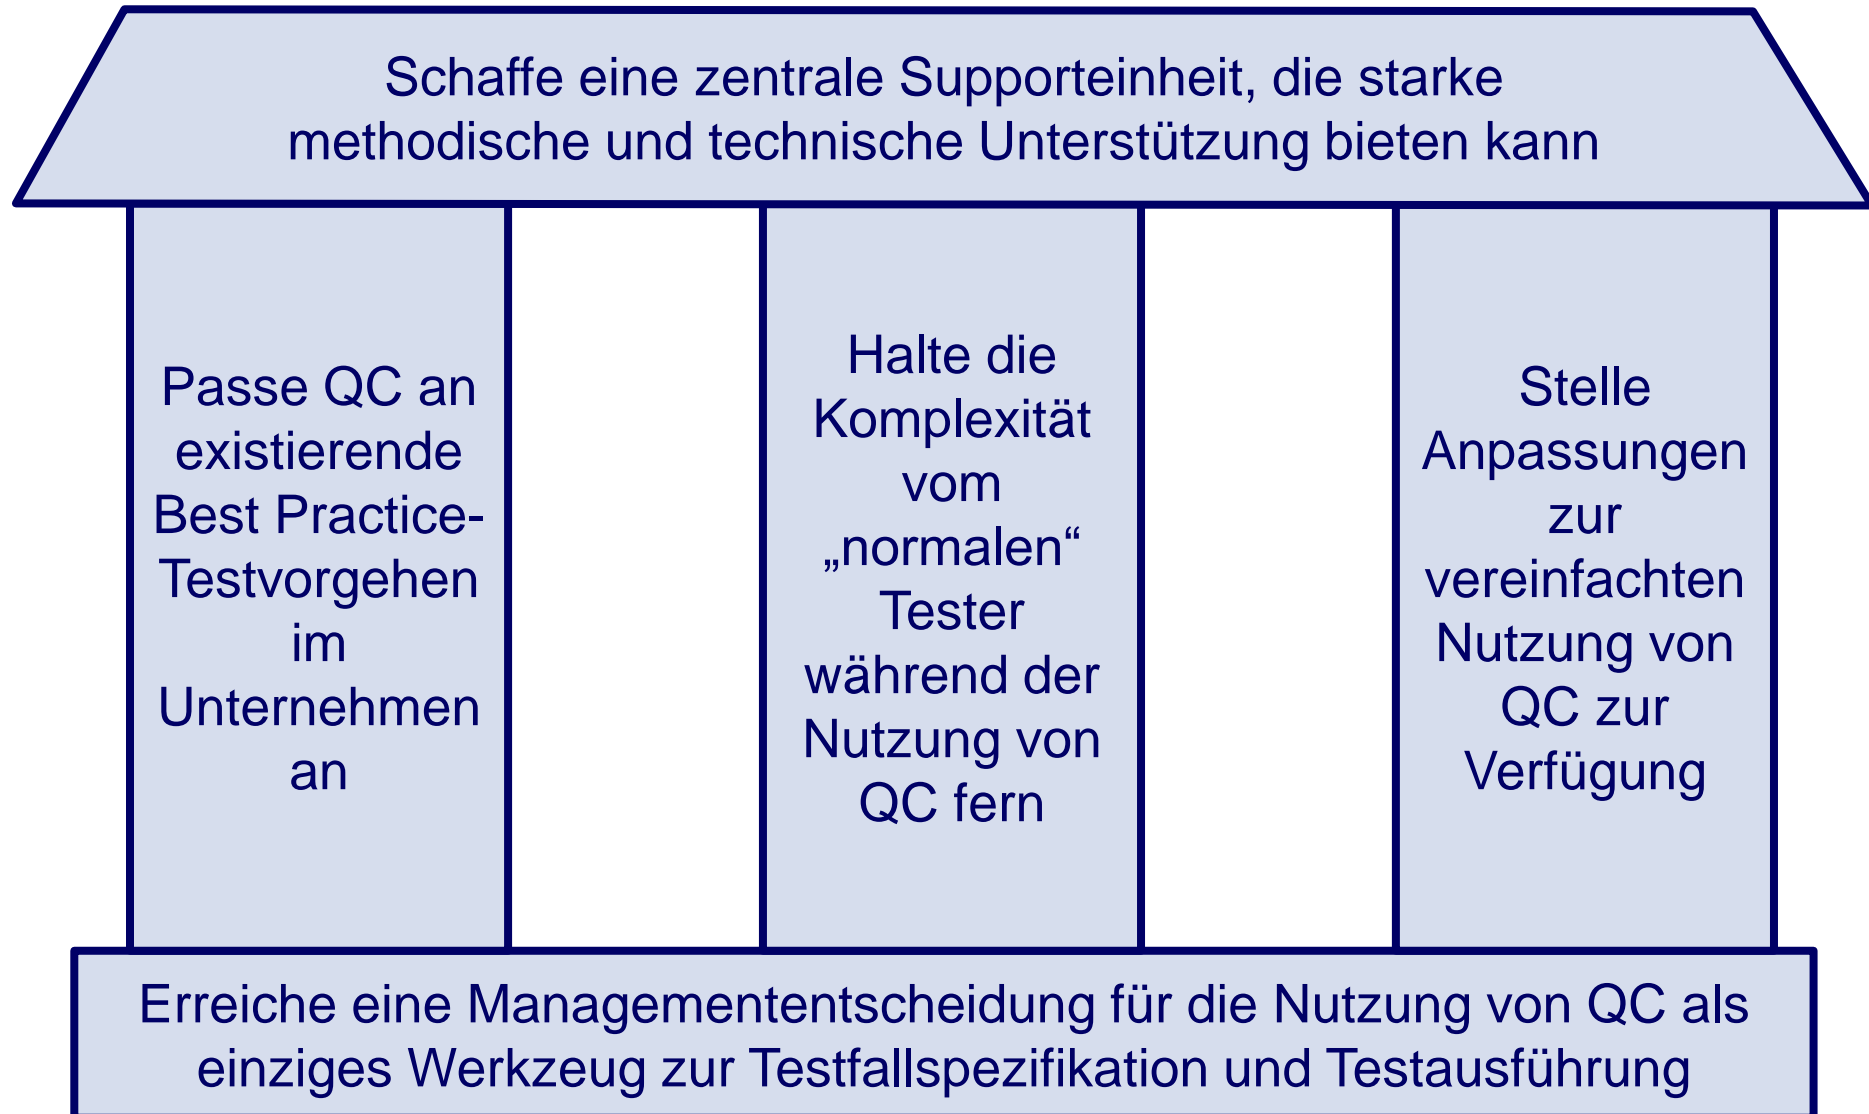 Schaffe eine zentrale Supporteinheit, die starke
methodische und technische Unterstützung bieten kann
Passe QC an
existierende
Best Practice-
Testvorgehen
im
Unternehmen
an
Halte die
Komplexität
vom
„normalen“
Tester
während der
Nutzung von
QC fern
Stelle
Anpassungen
zur
vereinfachten
Nutzung von
QC zur
Verfügung
Erreiche eine Managemententscheidung für die Nutzung von QC als
einziges Werkzeug zur Testfallspezifikation und Testausführung